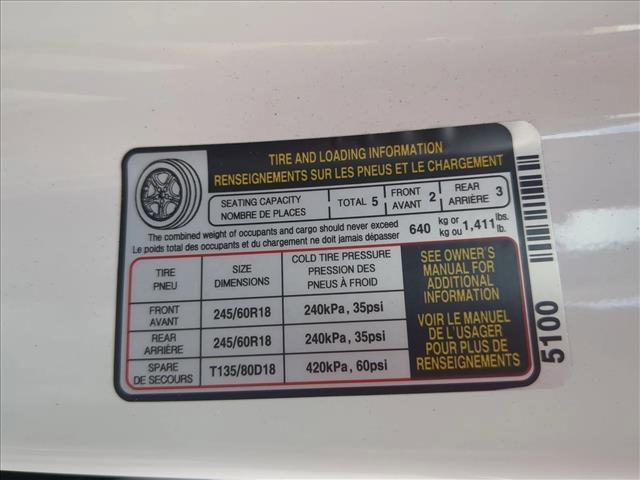 TIRE AND LOADING INFORMATION
RENSEIGNEMENTS SUR LES PNEUS ET LE CHARGEMENT
SEATING CAPACITY
NOMBRE DE PLACES
TOTAL 5
FRONT
AVANT 2
REAR
ARRIÈRE 3
The combined weight of occupants and cargo should never exceed
Le poids total des occupants et du chargement ne doit jamais dépasser
640 kg or 1,411 lbs.
kg ou lb.
TIRE
PNEU
SIZE
DIMENSIONS
COLD TIRE PRESSURE
PRESSION DES
PNEUS À FROID
FRONT
AVANT
245/60R18
240kPa, 35psi
REAR
ARRIÈRE
245/60R18
240kPa, 35psi
SPARE
DE SECOURS
T135/80D18
420kPa, 60psi
SEE OWNER'S
MANUAL FOR
ADDITIONAL
INFORMATION
VOIR LE MANUEL
DE L'USAGER
POUR PLUS DE
RENSEIGNEMENTS
5100